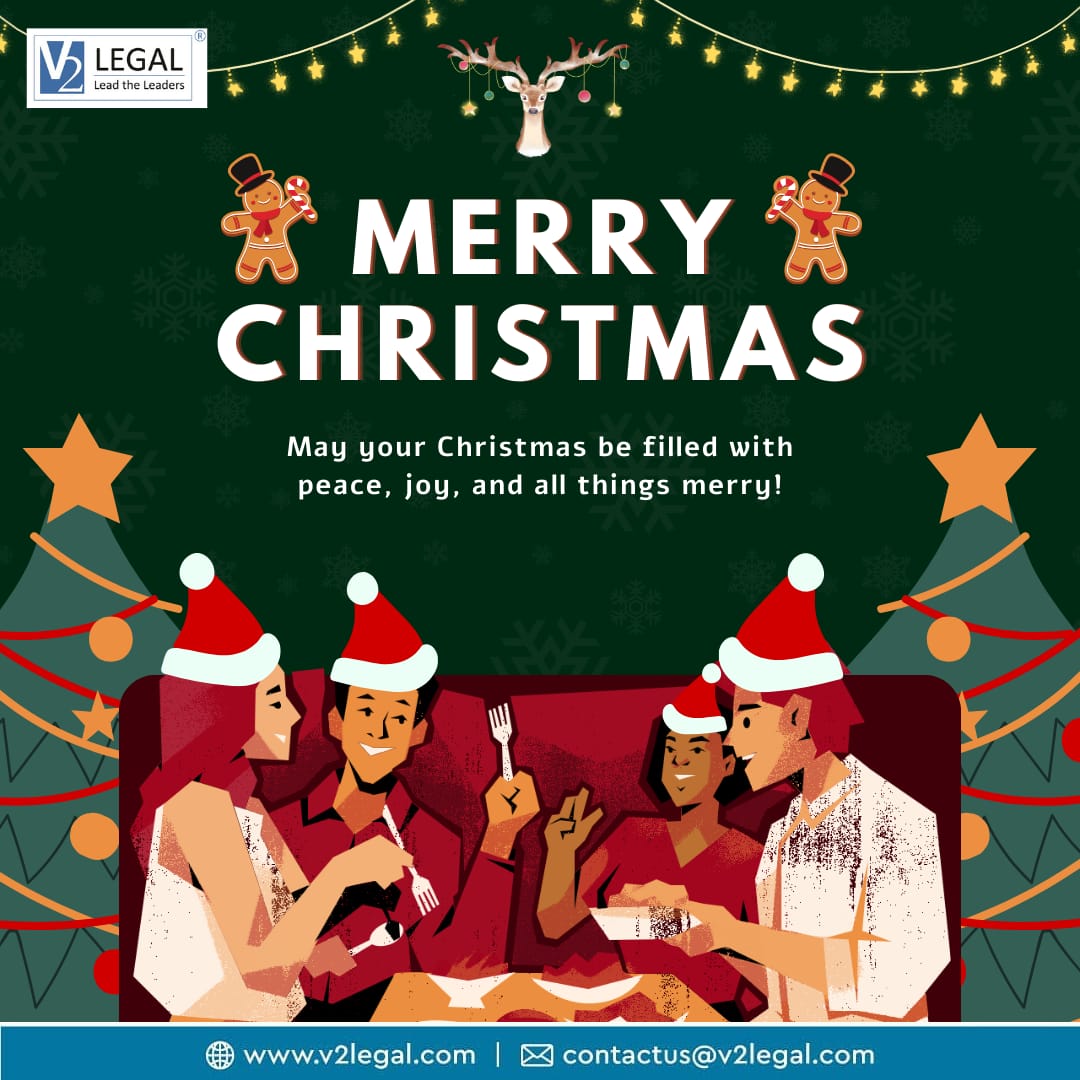 V2 LEGAL®
Lead the Leaders
MERRY
CHRISTMAS
May your Christmas be filled with
peace, joy, and all things merry!
www.v2legal.com | contactus@v2legal.com